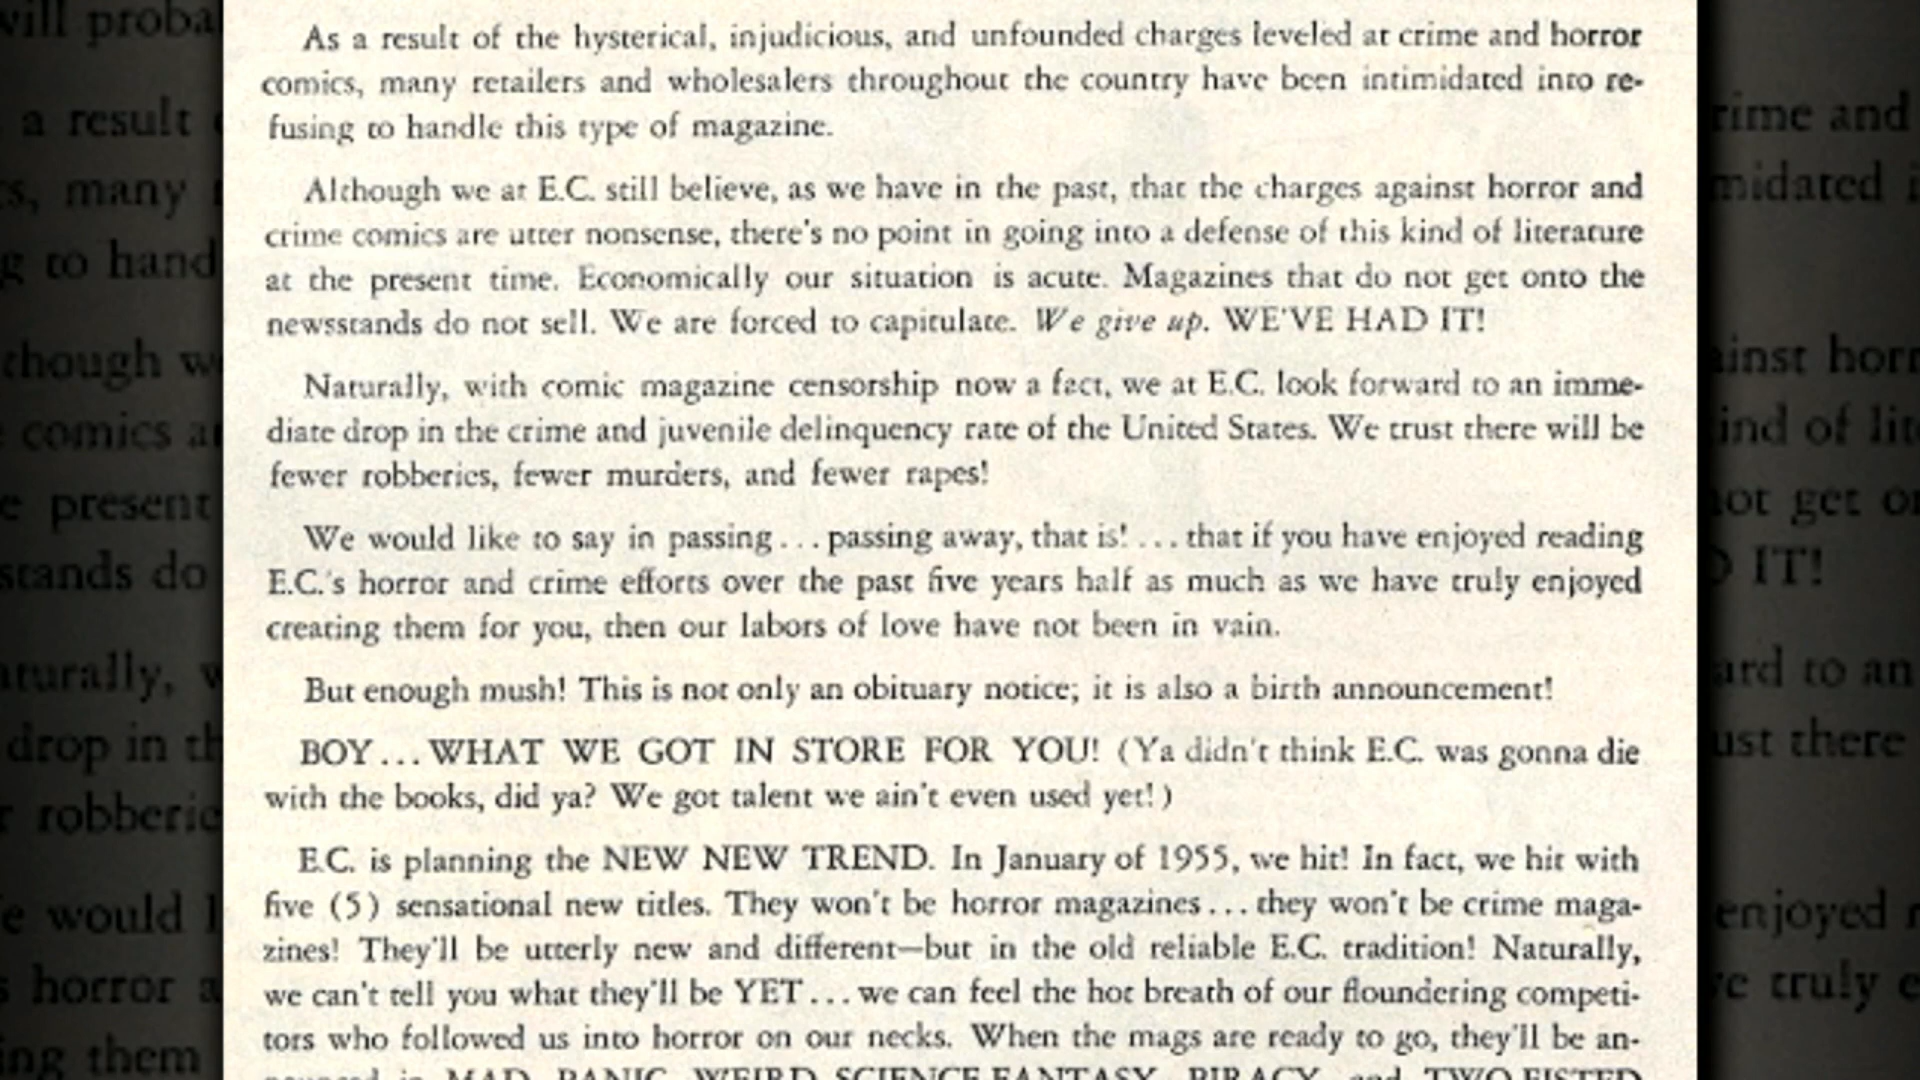 As a result of the hysterical, injudicious, and unfounded charges leveled at crime and horror
comics, many retailers and wholesalers throughout the country have been intimidated into re-
fusing to handle this type of magazine.
Although we at E.C. still believe, as we have in the past, that the charges against horror and
crime comics are utter nonsense, there's no point in going into a defense of this kind of literature
at the present time. Economically our situation is acute. Magazines that do not get onto the
newsstands do not sell. We are forced to capitulate. We give up. WE'VE HAD IT!
Naturally, with comic magazine censorship now a fact, we at E.C. look forward to an imme-
diate drop in the crime and juvenile delinquency rate of the United States. We trust there will be
fewer robberies, fewer murders, and fewer rapes!
We would like to say in passing...passing away, that is!...that if you have enjoyed reading
E.C.'s horror and crime efforts over the past five years half as much as we have truly enjoyed
creating them for you, then our labors of love have not been in vain.
But enough mush! This is not only an obituary notice; it is also a birth announcement!
BOY...WHAT WE GOT IN STORE FOR YOU! (Ya didn't think E.C. was gonna die
with the books, did ya? We got talent we ain't even used yet!)
E.C. is planning the NEW NEW TREND. In January of 1955, we hit! In fact, we hit with
five (5) sensational new titles. They won't be horror magazines...they won't be crime maga-
zines! They'll be utterly new and different—but in the old reliable E.C. tradition! Naturally,
we can't tell you what they'll be YET...we can feel the hot breath of our floundering competi-
tors who followed us into horror on our necks. When the mags are ready to go, they'll be an-
nounced in MAD, PANIC, WEIRD SCIENCE-FANTASY, PIRACY, and TWO-FISTED